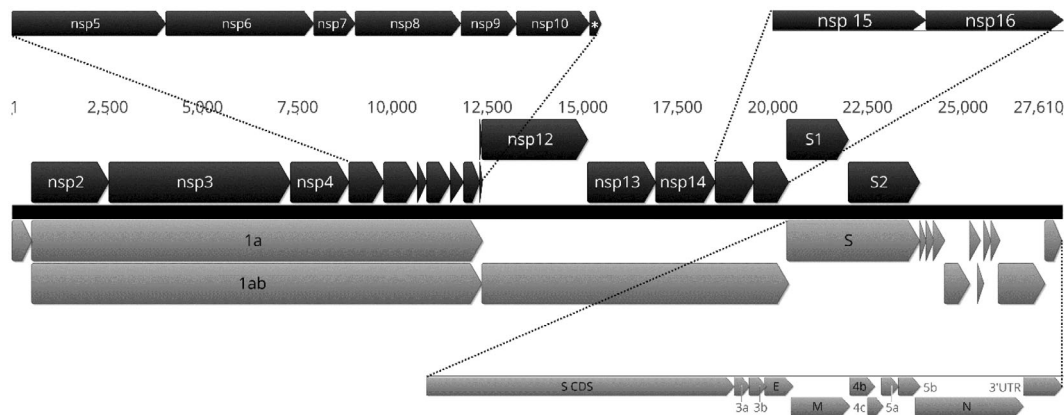 nsp5 nsp6 nsp7 nsp8 nsp9 nsp10 * nsp 15 nsp16
1 2,500 5,000 7,500 10,000 12,500 15,000 17,500 20,000 22,500 25,000 27,610
nsp12 S1
nsp2 nsp3 nsp4 nsp13 nsp14 S2
1a S
1ab
S CDS E 4b 5b 3'UTR
3a 3b M 4c 5a N